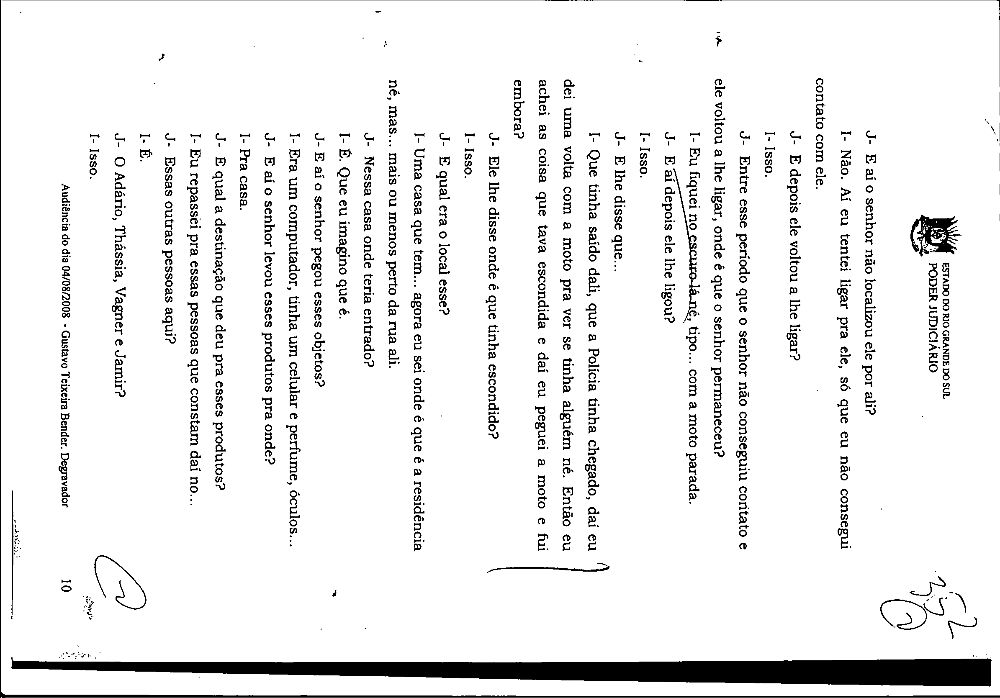 ESTADO DO RIO GRANDE DO SUL
PODER JUDICIÁRIO
352
J- E aí o senhor não localizou ele por ali?
I- Não. Aí eu tentei ligar pra ele, só que eu não consegui
contato com ele.
J- E depois ele voltou a lhe ligar?
I- Isso.
J- Entre esse período que o senhor não conseguiu contato e
ele voltou a lhe ligar, onde é que o senhor permaneceu?
I- Eu fiquei no escuro lá né, tipo... com a moto parada.
J- E aí depois ele lhe ligou?
I- Isso.
J- E lhe disse que...
I- Que tinha saído dali, que a Polícia tinha chegado, daí eu
dei uma volta com a moto pra ver se tinha alguém né. Então eu
achei as coisa que tava escondida e daí eu peguei a moto e fui
embora?
J- Ele lhe disse onde é que tinha escondido?
I- Isso.
J- E qual era o local esse?
I- Uma casa que tem... agora eu sei onde é que é a residência
né, mas... mais ou menos perto da rua ali.
J- Nessa casa onde teria entrado?
I- É. Que eu imagino que é.
J- E aí o senhor pegou esses objetos?
I- Era um computador, tinha um celular e perfume, óculos...
J- E aí o senhor levou esses produtos pra onde?
I- Pra casa.
J- E qual a destinação que deu pra esses produtos?
I- Eu repassei pra essas pessoas que constam daí no...
J- Essas outras pessoas aqui?
I- É.
J- O Adário, Thássia, Vagner e Jamir?
I- Isso.
Audiência do dia 04/08/2008 - Gustavo Teixeira Bender. Degravador 10